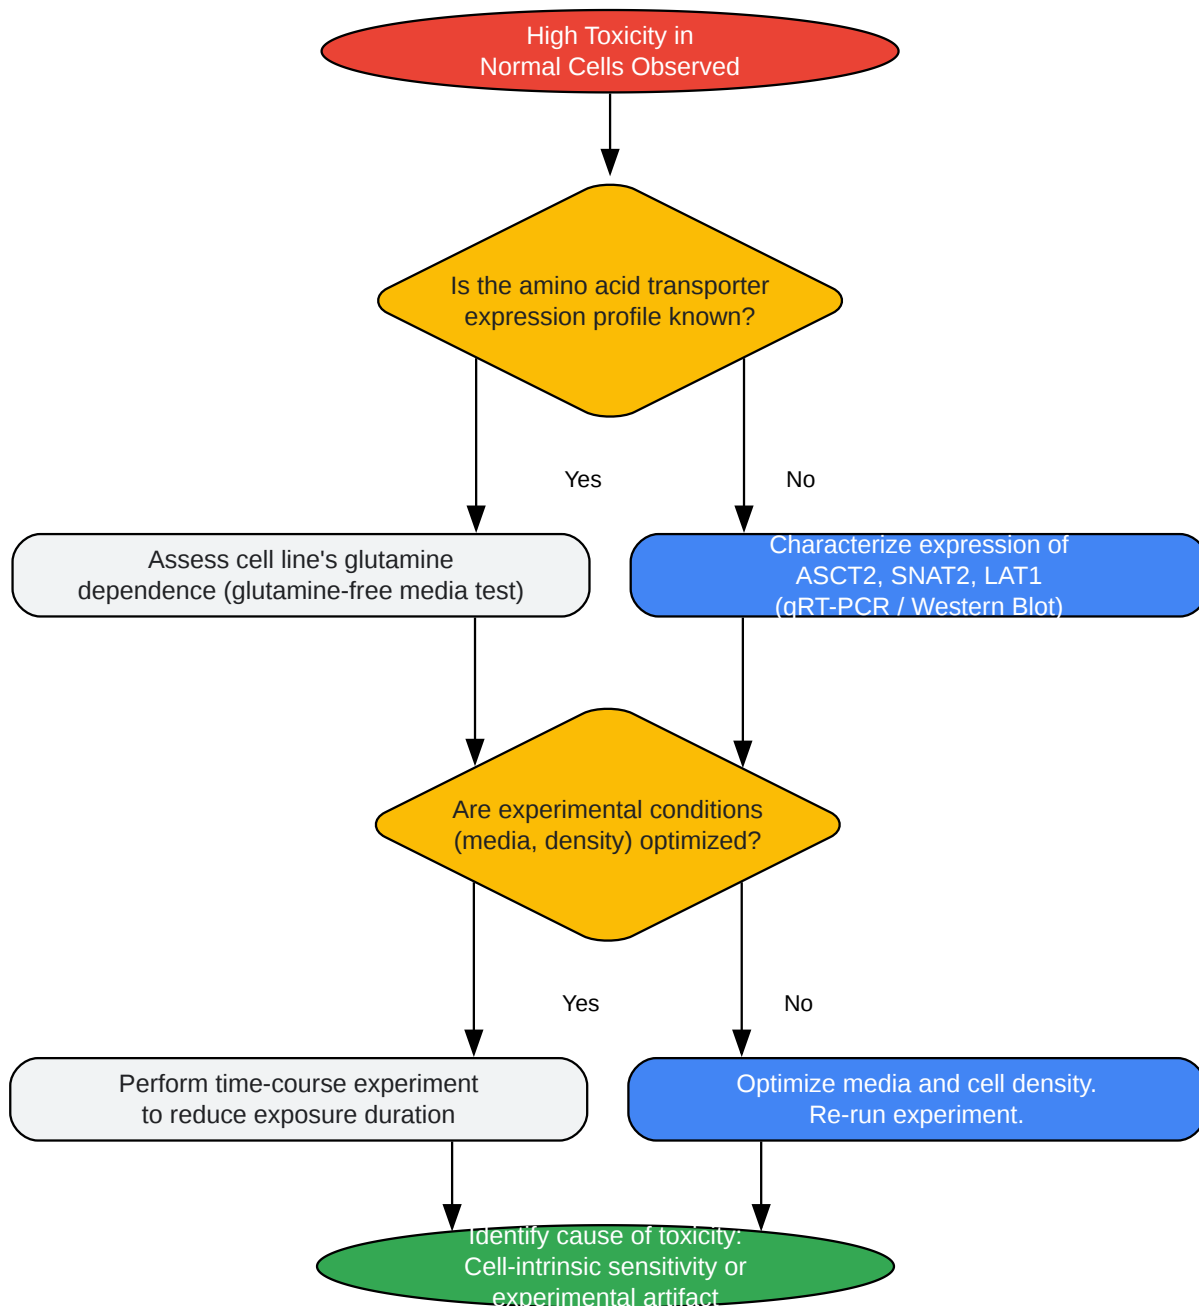 High Toxicity in
Normal Cells Observed
Is the amino acid transporter
expression profile known?
Yes
No
Assess cell line's glutamine
dependence (glutamine-free media test)
Characterize expression of
ASCT2, SNAT2, LAT1
(qRT-PCR / Western Blot)
Are experimental conditions
(media, density) optimized?
Yes
No
Perform time-course experiment
to reduce exposure duration
Optimize media and cell density.
Re-run experiment.
Identify cause of toxicity:
Cell-intrinsic sensitivity or
experimental artifact